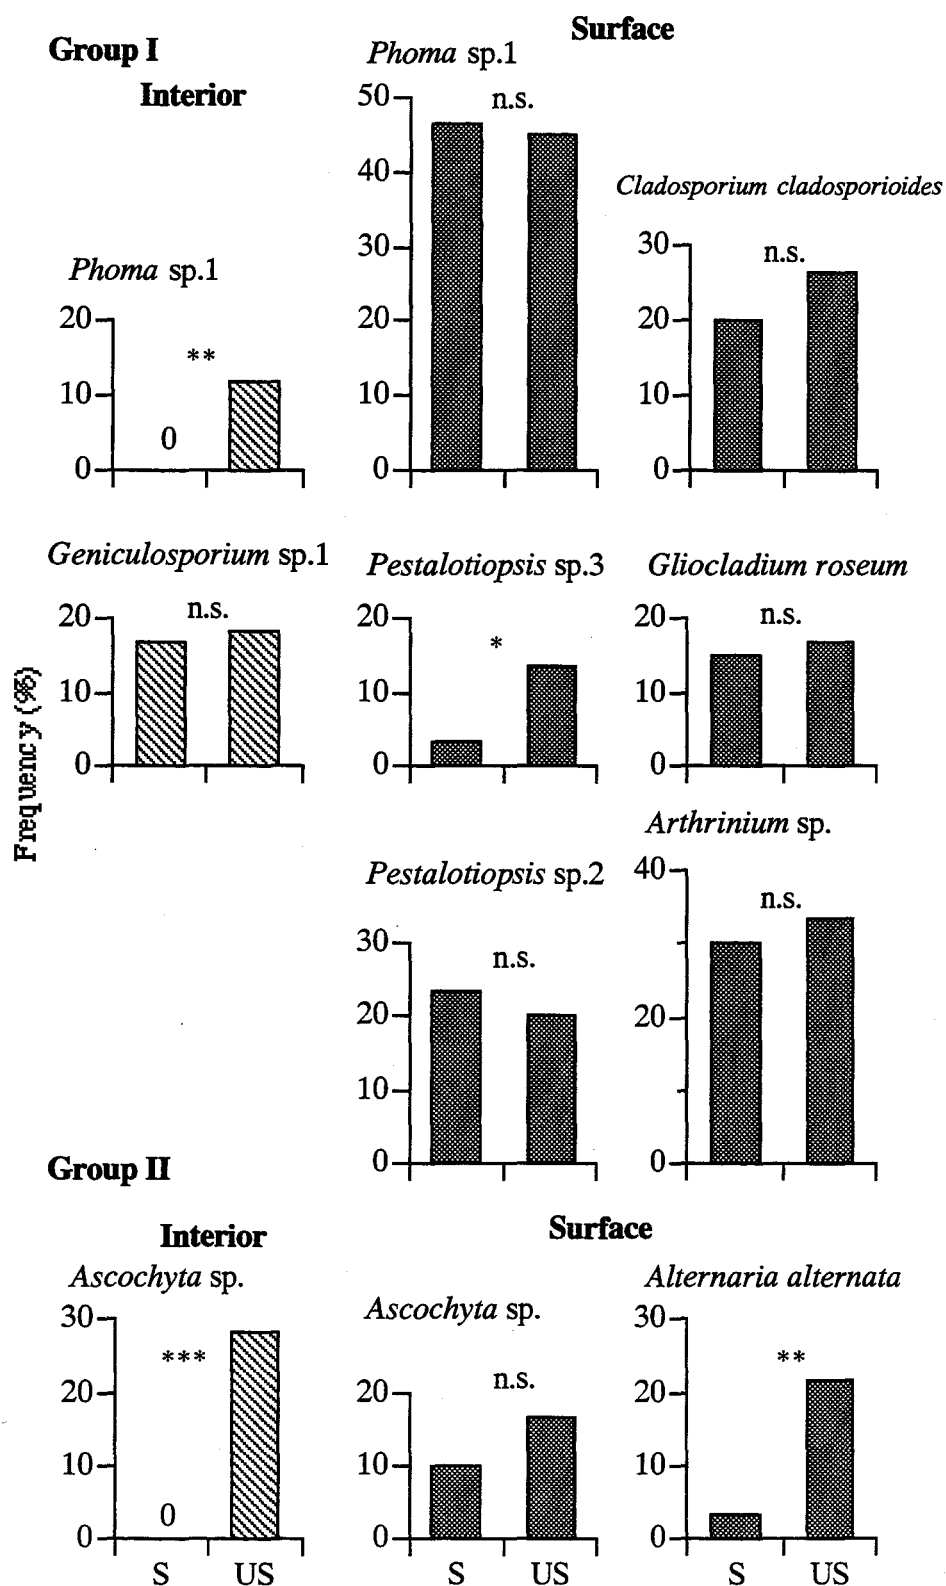 Group I
Interior
Surface
Phoma sp.1
n.s.
50
40
30
20
10
0
Cladosporium cladosporioides
n.s.
30
20
10
0
Phoma sp.1
**
20
10
0
0
Frequency (%)
Geniculosporium sp.1
n.s.
20
10
0
Pestalotiopsis sp.3
*
20
10
0
Gliocladium roseum
n.s.
20
10
0
Pestalotiopsis sp.2
n.s.
30
20
10
0
Arthrinium sp.
n.s.
40
20
0
Group II
Interior
Surface
Ascochyta sp.
***
30
20
10
0
0
S US
Ascochyta sp.
n.s.
20
10
0
S US
Alternaria alternata
**
30
20
10
0
S US